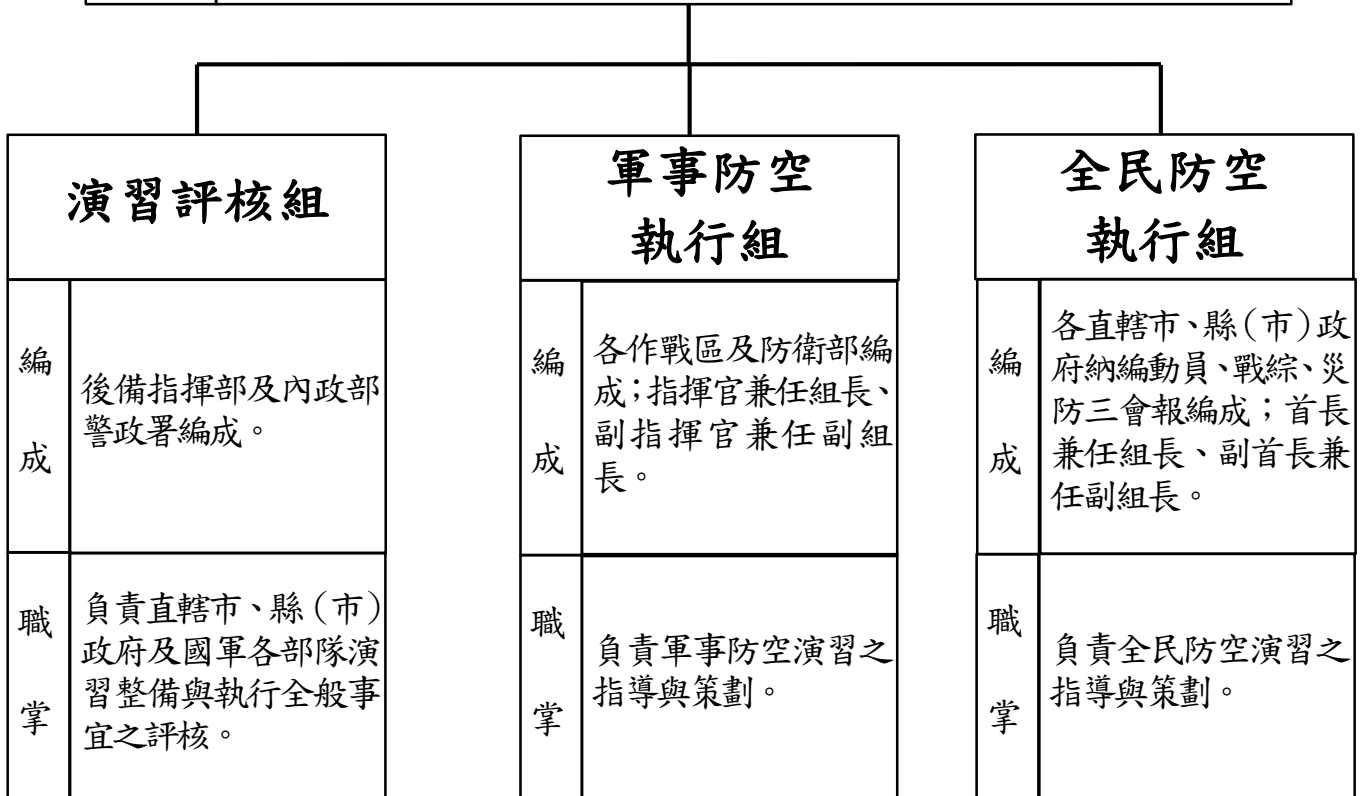 演習評核組
編
成
後備指揮部及內政部
警政署編成。
職
掌
負責直轄市、縣（市）
政府及國軍各部隊演
習整備與執行全般事
宜之評核。
軍事防空
執行組
編
成
各作戰區及防衛部編
成；指揮官兼任組長、
副指揮官兼任副組
長。
職
掌
負責軍事防空演習之
指導與策劃。
全民防空
執行組
編
成
各直轄市、縣（市）政
府納編動員、戰綜、災
防三會報編成；首長
兼任組長、副首長兼
任副組長。
職
掌
負責全民防空演習之
指導與策劃。